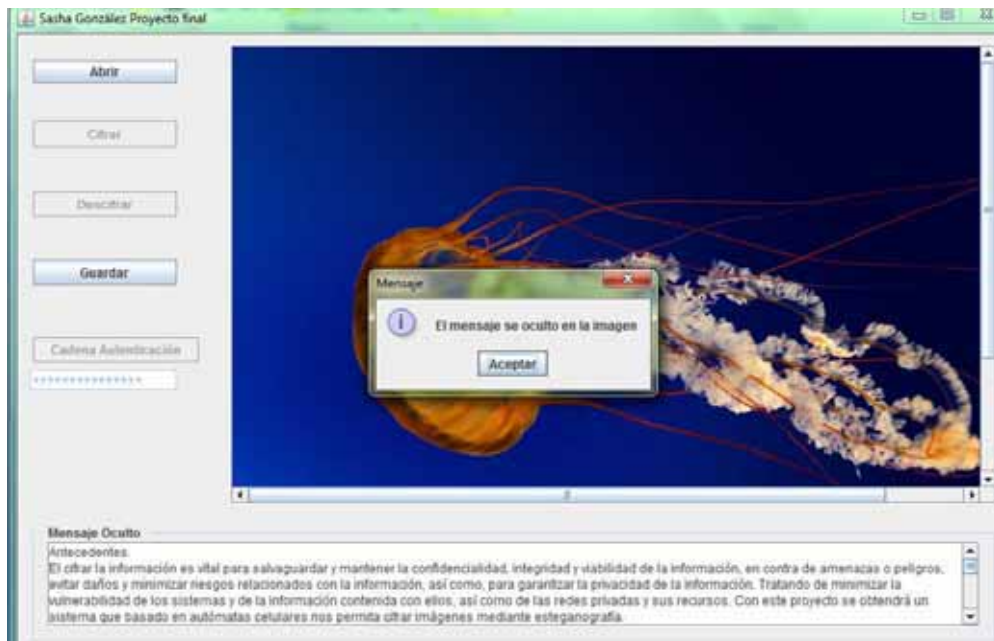 Sasha González Proyecto final
Abrir
Cifrar
Descifrar
Guardar
Cadena Autenticación
***************
Mensaje
El mensaje se oculto en la imagen
Aceptar
Mensaje Oculto
Antecedentes.
El cifrar la información es vital para salvaguardar y mantener la confidencialidad, integridad y viabilidad de la información, en contra de amenazas o peligros,
evitar daños y minimizar riesgos relacionados con la información, así como, para garantizar la privacidad de la información. Tratando de minimizar la
vulnerabilidad de los sistemas y de la información contenida con ellos, así como de las redes privadas y sus recursos. Con este proyecto se obtendrá un
sistema que basado en autómatas celulares nos permita cifrar imágenes mediante esteganografía.